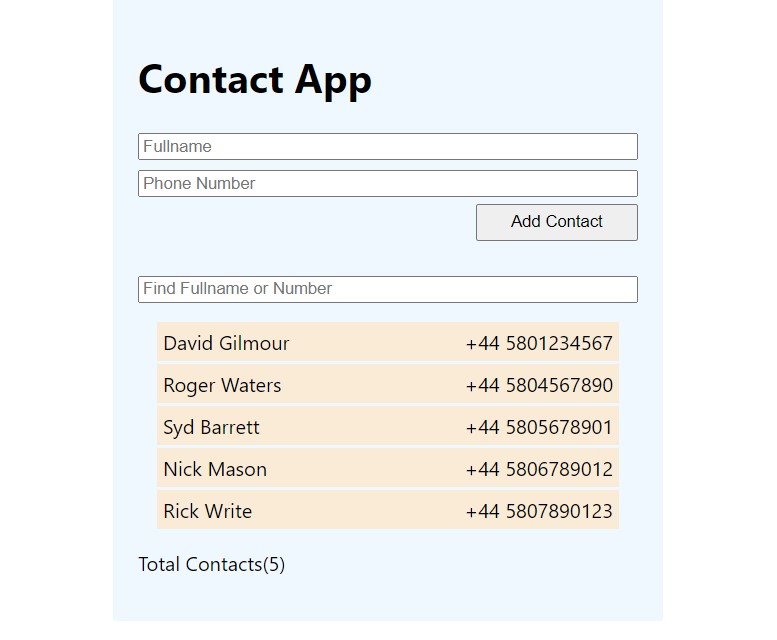 Contact App
Fullname
Phone Number
Add Contact
Find Fullname or Number
David Gilmour +44 5801234567
Roger Waters +44 5804567890
Syd Barrett +44 5805678901
Nick Mason +44 5806789012
Rick Write +44 5807890123
Total Contacts(5)